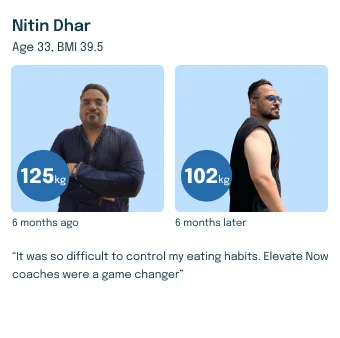 Nitin Dhar
Age 33, BMI 39.5
125kg
102kg
6 months ago
6 months later
“It was so difficult to control my eating habits. Elevate Now
coaches were a game changer”